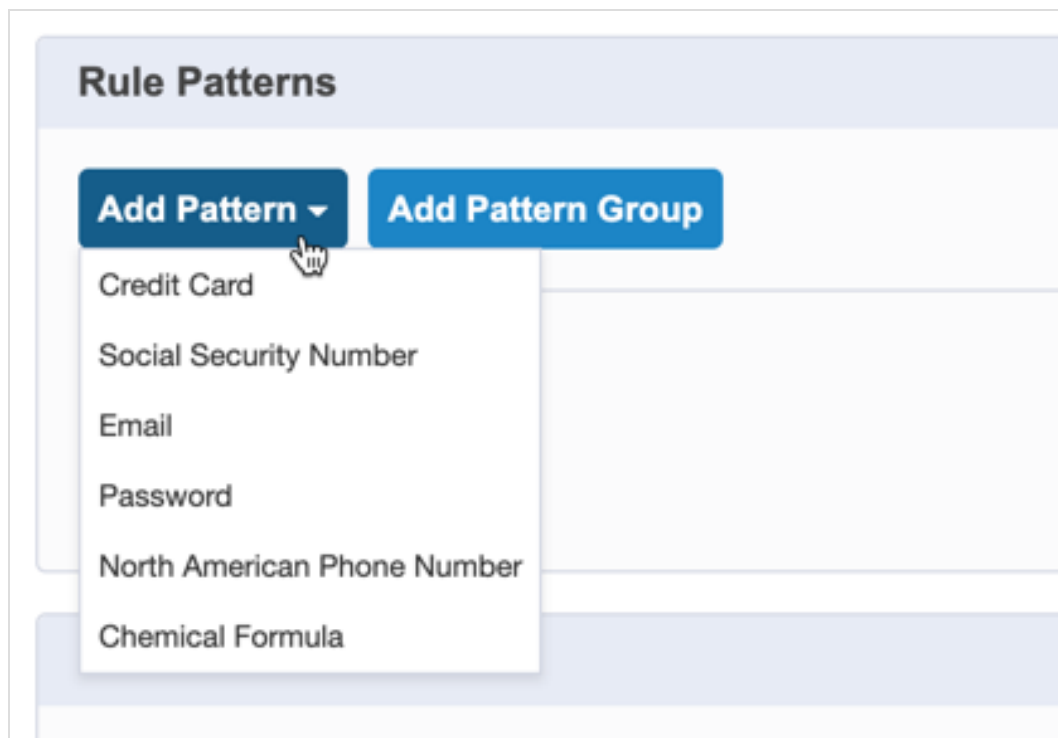 Rule Patterns
Add Pattern
Add Pattern Group
Credit Card
Social Security Number
Email
Password
North American Phone Number
Chemical Formula